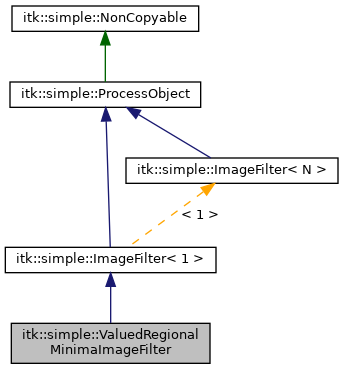 itk::simple::NonCopyable
itk::simple::ProcessObject
itk::simple::ImageFilter< N >
< 1 >
itk::simple::ImageFilter< 1 >
itk::simple::ValuedRegional
MinimaImageFilter